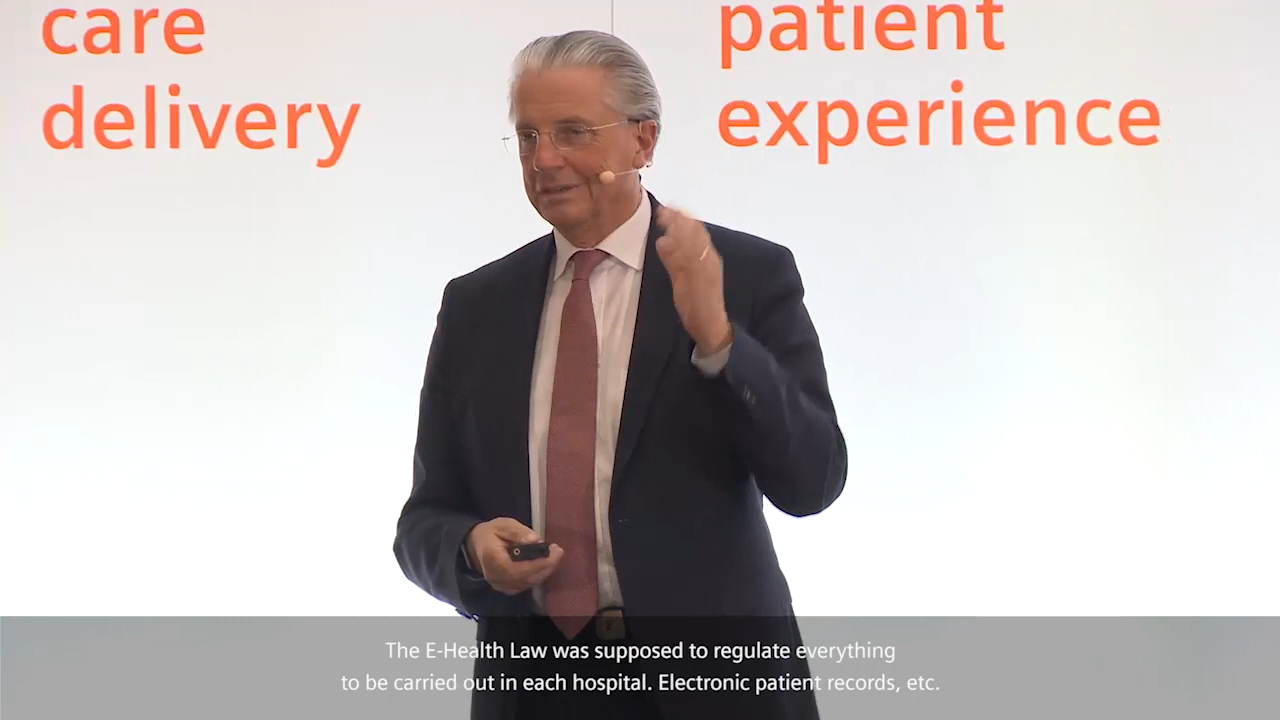 care
delivery
patient
experience
The E-Health Law was supposed to regulate everything
to be carried out in each hospital. Electronic patient records, etc.